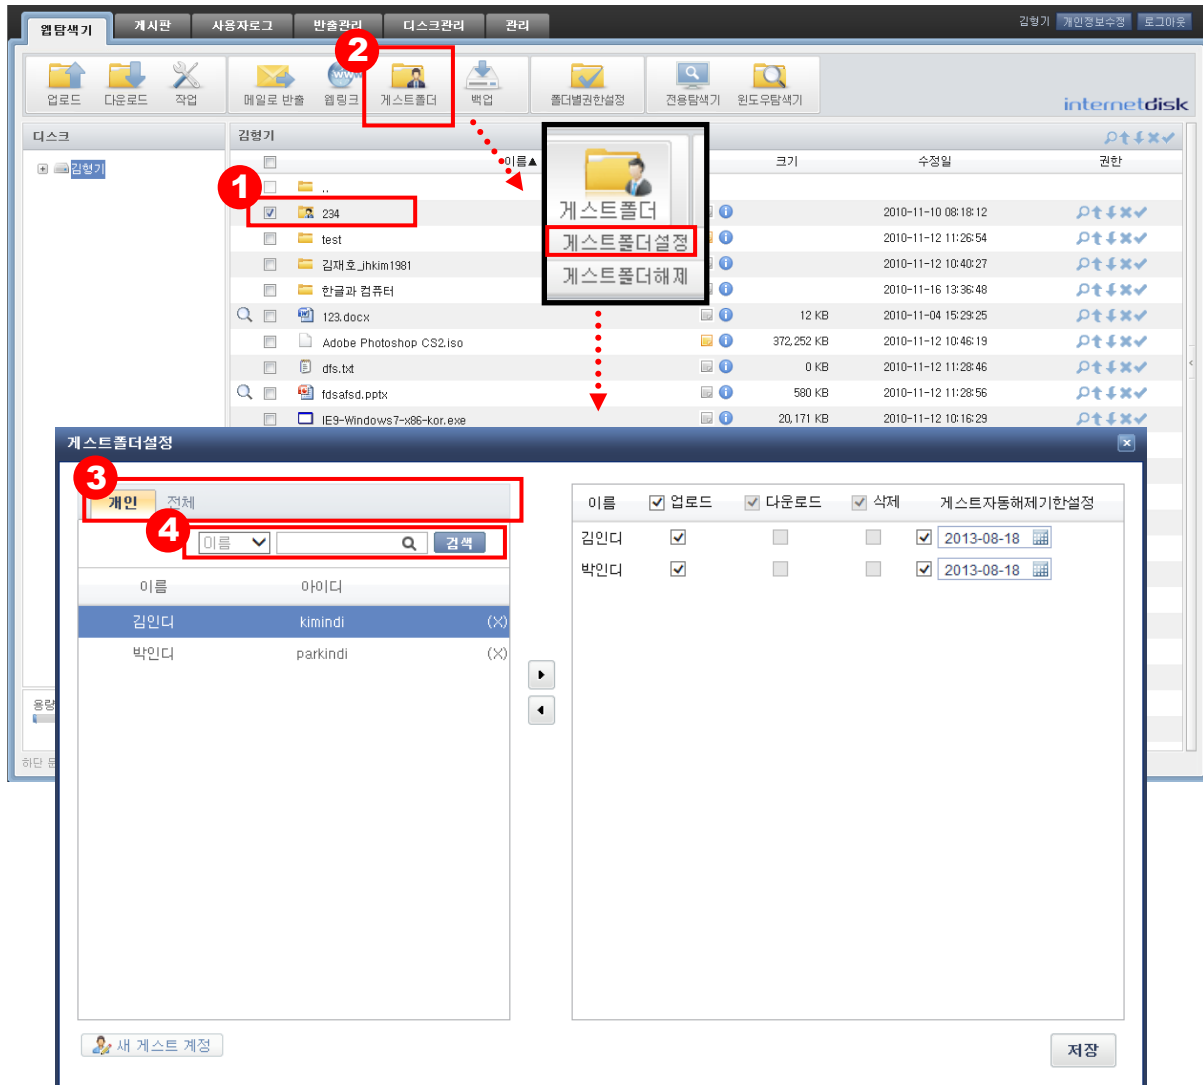 웹탐색기 게시판 사용자로그 반출관리 디스크관리 관리 김형기 개인정보수정 로그아웃
2
업로드 다운로드 작업 메일로 반출 웹링크 게스트폴더 백업 폴더별권한설정 전용탐색기 윈도우탐색기
internetdisk
디스크 김형기
김형기
이름▲ 크기 수정일 권한
1
..
234 2010-11-10 08:18:12
test 2010-11-12 11:26:54
김재호_jhkim1981 2010-11-12 10:40:27
한글과 컴퓨터 2010-11-16 13:36:48
123.docx 12 KB 2010-11-04 15:29:25
Adobe Photoshop CS2.iso 372,252 KB 2010-11-12 10:46:19
dfs.txt 0 KB 2010-11-12 11:28:46
fdsafsd.pptx 580 KB 2010-11-12 11:28:56
IE9-Windows7-x86-kor.exe 20,171 KB 2010-11-12 10:16:29
게스트폴더
게스트폴더설정
게스트폴더해제
게스트폴더설정
3
개인 전체
4
이름 검색
이름 아이디
김인디 kimindi (X)
박인디 parkindi (X)
이름 업로드 다운로드 삭제 게스트자동해제기한설정
김인디 2013-08-18
박인디 2013-08-18
용량
하단
새 게스트 계정
저장